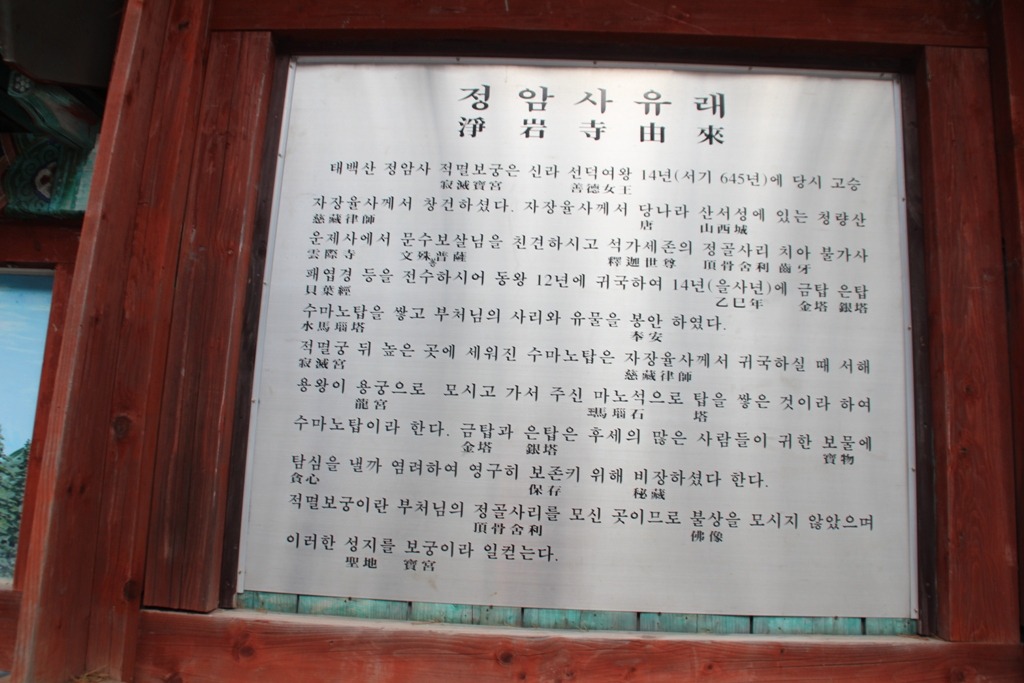 정암사유래
淨岩寺由來
태백산 정암사 적멸보궁은 신라 선덕여왕 14년(서기 645년)에 당시 고승
寂滅寶宮 善德女王
자장율사께서 창건하셨다. 자장율사께서 당나라 산서성에 있는 청량산
慈藏律師 唐 山西城
운제사에서 문수보살님을 친견하시고 석가세존의 정골사리 치아 불가사
雲際寺 文殊菩薩 釋迦世尊 頂骨舍利 齒牙
패엽경 등을 전수하시어 동왕 12년에 귀국하여 14년(을사년)에 금탑 은탑
貝葉經 乙巳年 金塔 銀塔
수마노탑을 쌓고 부처님의 사리와 유물을 봉안 하였다.
水馬瑙塔 奉安
적멸궁 뒤 높은 곳에 세워진 수마노탑은 자장율사께서 귀국하실 때 서해
寂滅宮 慈藏律師
용왕이 용궁으로 모시고 가서 주신 마노석으로 탑을 쌓은 것이라 하여
龍宮 馬瑙石 塔
수마노탑이라 한다. 금탑과 은탑은 후세의 많은 사람들이 귀한 보물에
金塔 銀塔 寶物
탐심을 낼까 염려하여 영구히 보존키 위해 비장하셨다 한다.
貪心 保存 秘藏
적멸보궁이란 부처님의 정골사리를 모신 곳이므로 불상을 모시지 않았으며
頂骨舍利 佛像
이러한 성지를 보궁이라 일컫는다.
聖地 寶宮